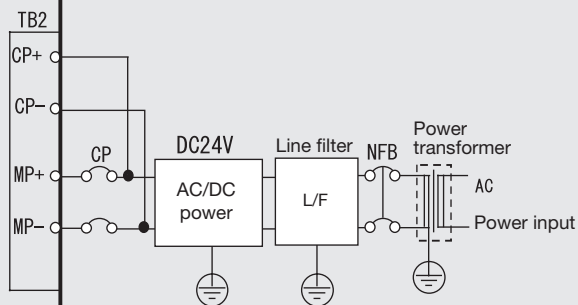 TB2
CP+
CP-
MP+
CP
MP-
DC24V
AC/DC
power
Line filter
L/F
NFB
Power
transformer
AC
Power input